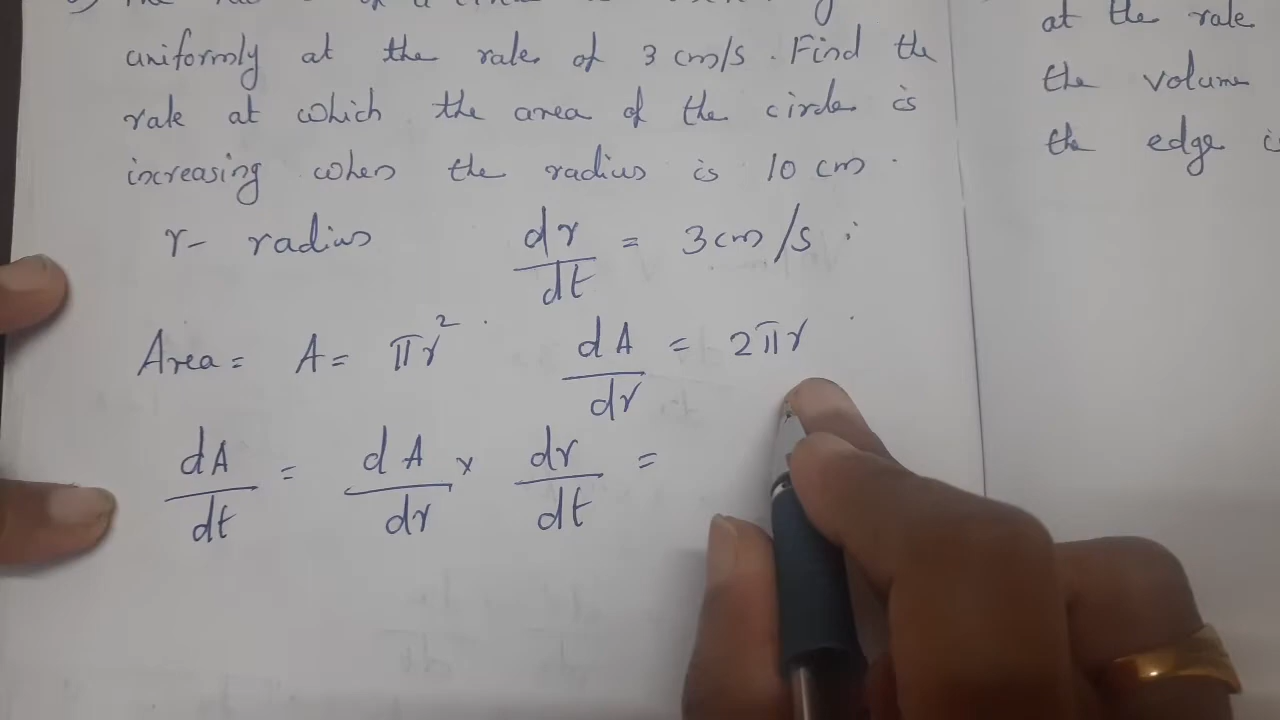 uniformly at the rate of 3 cm/s. Find the
rate at which the area of the circle is
increasing when the radius is 10 cm.
r- radius dr/dt = 3 cm/s.
Area = A = πr² dA/dr = 2πr
dA/dt = dA/dr × dr/dt =
at the rate
the volume
the edge